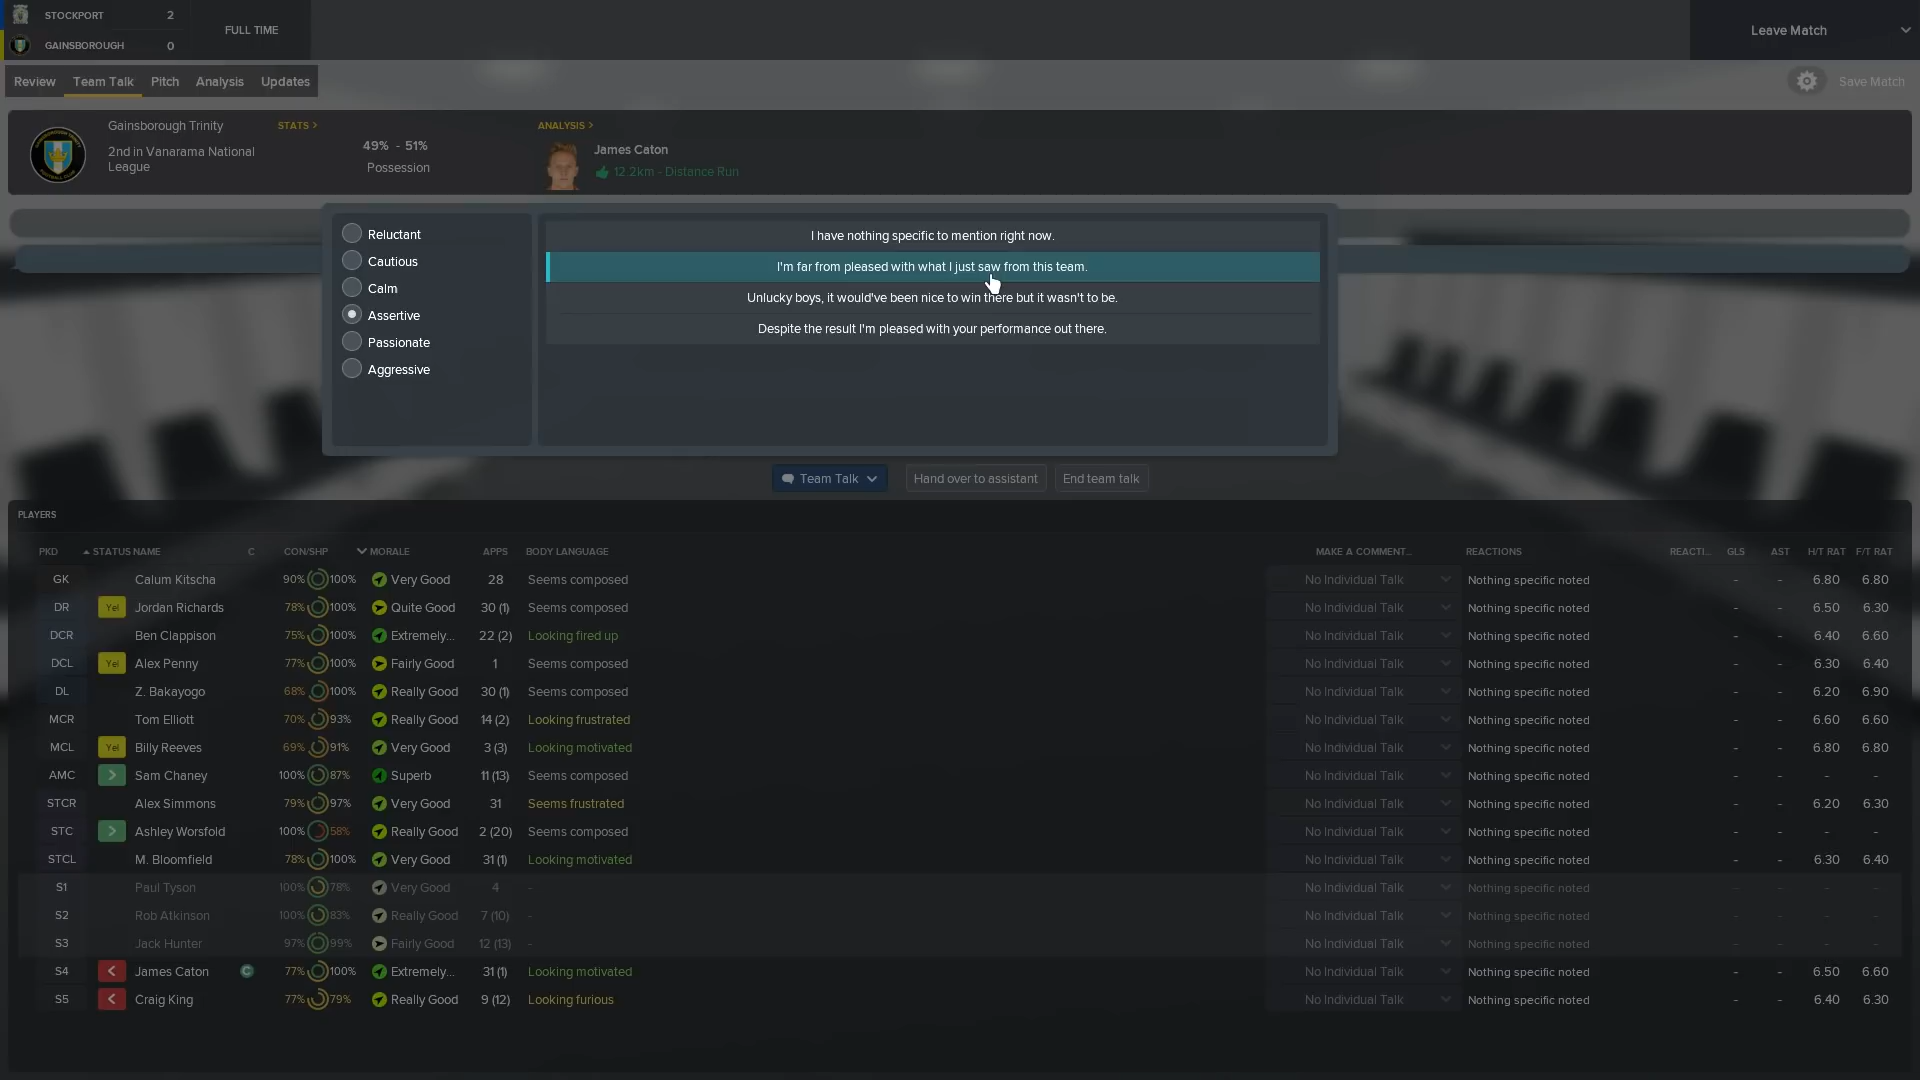 STOCKPORT 2
GAINSBOROUGH 0
FULL TIME
Leave Match
Review Team Talk Pitch Analysis Updates
Save Match
Gainsborough Trinity
2nd in Vanarama National
League
STATS >
49% - 51%
Possession
ANALYSIS >
James Caton
12.2km - Distance Run
Reluctant
Cautious
Calm
Assertive
Passionate
Aggressive
I have nothing specific to mention right now.
I'm far from pleased with what I just saw from this team.
Unlucky boys, it would've been nice to win there but it wasn't to be.
Despite the result I'm pleased with your performance out there.
Team Talk Hand over to assistant End team talk
PLAYERS
PKD STATUS NAME C CON/SHP MORALE APPS BODY LANGUAGE MAKE A COMMENT... REACTIONS REACTI... GLS AST H/T RAT F/T RAT
GK Calum Kitscha 90% 100% Very Good 28 Seems composed No Individual Talk Nothing specific noted - - 6.80 6.80
DR Yel Jordan Richards 78% 100% Quite Good 30 (1) Seems composed No Individual Talk Nothing specific noted - - 6.50 6.30
DCR Ben Clappison 75% 100% Extremely... 22 (2) Looking fired up No Individual Talk Nothing specific noted - - 6.40 6.60
DCL Yel Alex Penny 77% 100% Fairly Good 1 Seems composed No Individual Talk Nothing specific noted - - 6.30 6.40
DL Z. Bakayogo 68% 100% Really Good 30 (1) Seems composed No Individual Talk Nothing specific noted - - 6.20 6.90
MCR Tom Elliott 70% 93% Really Good 14 (2) Looking frustrated No Individual Talk Nothing specific noted - - 6.60 6.60
MCL Yel Billy Reeves 69% 91% Very Good 3 (3) Looking motivated No Individual Talk Nothing specific noted - - 6.80 6.80
AMC Sam Chaney 100% 87% Superb 11 (13) Seems composed No Individual Talk Nothing specific noted - - - -
STCR Alex Simmons 79% 97% Very Good 31 Seems frustrated No Individual Talk Nothing specific noted - - 6.20 6.30
STC Ashley Worsfold 100% 58% Really Good 2 (20) Seems composed No Individual Talk Nothing specific noted - - - -
STCL M. Bloomfield 78% 100% Very Good 31 (1) Looking motivated No Individual Talk Nothing specific noted - - 6.30 6.40
S1 Paul Tyson 100% 78% Very Good 4 - No Individual Talk Nothing specific noted - - - -
S2 Rob Atkinson 100% 83% Really Good 7 (10) - No Individual Talk Nothing specific noted - - - -
S3 Jack Hunter 97% 99% Fairly Good 12 (13) - No Individual Talk Nothing specific noted - - - -
S4 James Caton C 77% 100% Extremely... 31 (1) Looking motivated No Individual Talk Nothing specific noted - - 6.50 6.60
S5 Craig King 77% 79% Really Good 9 (12) Looking furious No Individual Talk Nothing specific noted - - 6.40 6.30